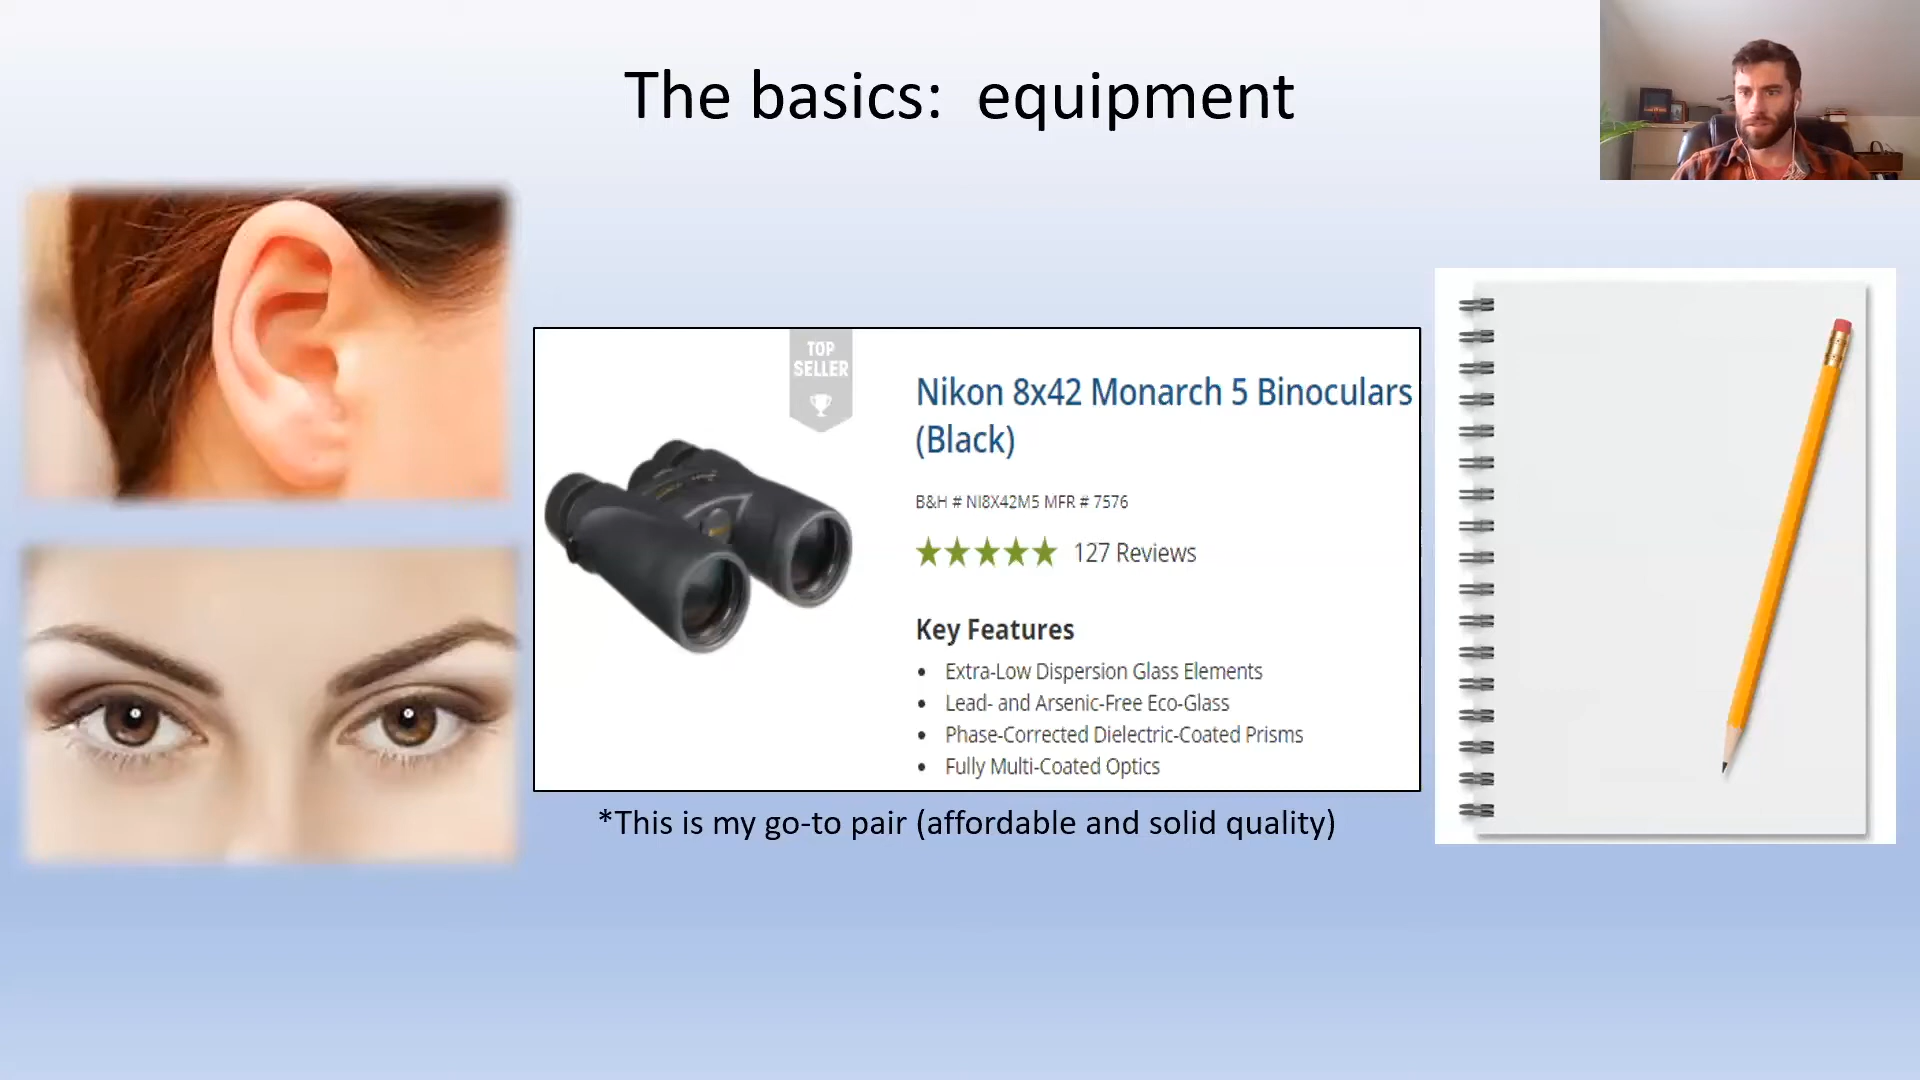 The basics:  equipment
TOP
SELLER
Nikon 8x42 Monarch 5 Binoculars
(Black)
B&H # NI8X42M5 MFR # 7576
127 Reviews
Key Features
• Extra-Low Dispersion Glass Elements
• Lead- and Arsenic-Free Eco-Glass
• Phase-Corrected Dielectric-Coated Prisms
• Fully Multi-Coated Optics
*This is my go-to pair (affordable and solid quality)